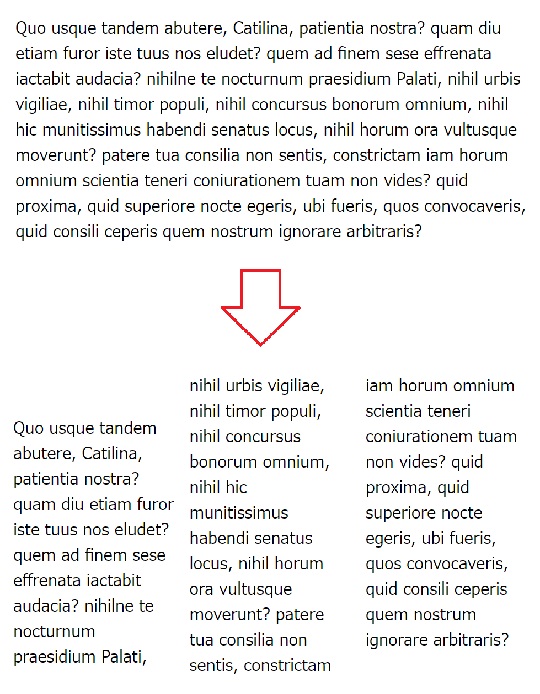 Quo usque tandem abutere, Catilina, patientia nostra? quam diu
etiam furor iste tuus nos eludet? quem ad finem sese effrenata
iactabit audacia? nihilne te nocturnum praesidium Palati, nihil urbis
vigiliae, nihil timor populi, nihil concursus bonorum omnium, nihil
hic munitissimus habendi senatus locus, nihil horum ora vultusque
moverunt? patere tua consilia non sentis, constrictam iam horum
omnium scientia teneri coniurationem tuam non vides? quid
proxima, quid superiore nocte egeris, ubi fueris, quos convocaveris,
quid consili ceperis quem nostrum ignorare arbitraris?
Quo usque tandem
abutere, Catilina,
patientia nostra?
quam diu etiam furor
iste tuus nos eludet?
quem ad finem sese
effrenata iactabit
audacia? nihilne te
nocturnum
praesidium Palati,
nihil urbis vigiliae,
nihil timor populi,
nihil concursus
bonorum omnium,
nihil hic
munitissimus
habendi senatus
locus, nihil horum
ora vultusque
moverunt? patere
tua consilia non
sentis, constrictam
iam horum omnium
scientia teneri
coniurationem tuam
non vides? quid
proxima, quid
superiore nocte
egeris, ubi fueris,
quos convocaveris,
quid consili ceperis
quem nostrum
ignorare arbitraris?